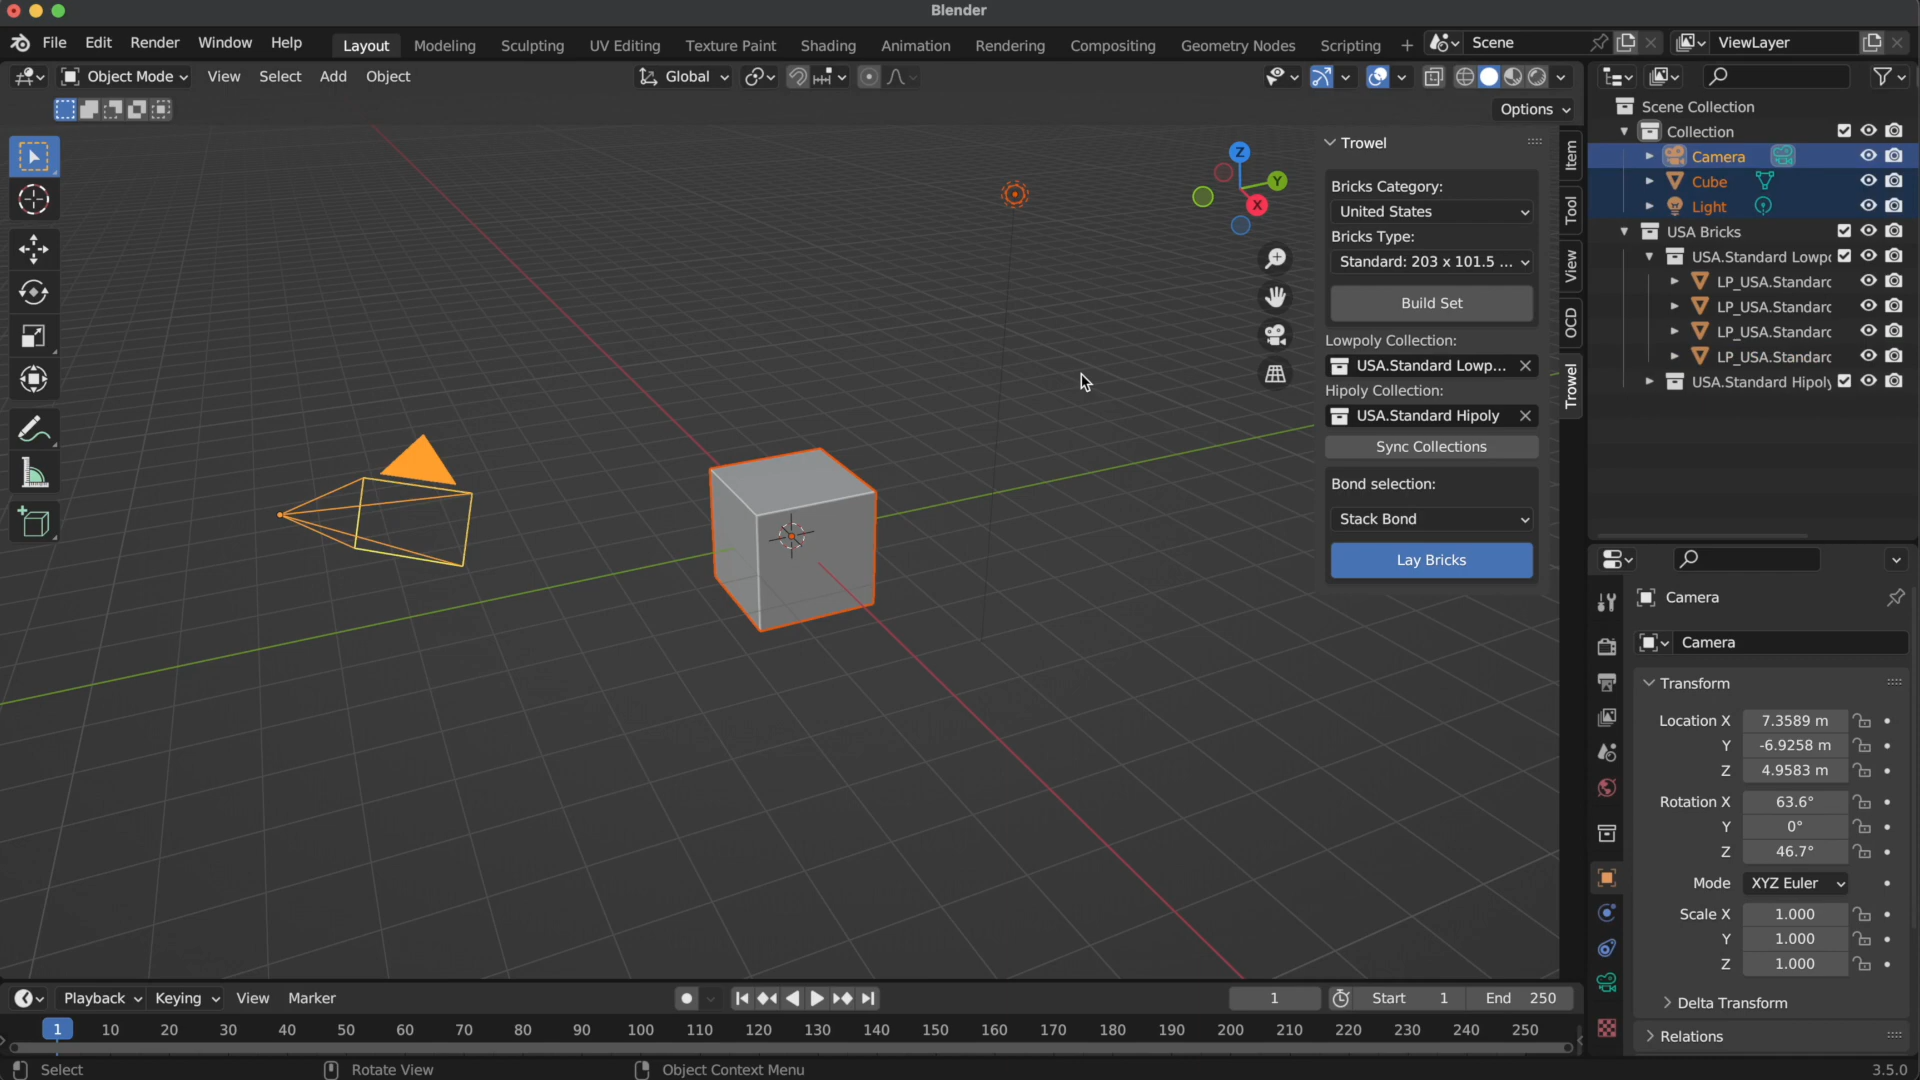 Blender
File Edit Render Window Help Layout Modeling Sculpting UV Editing Texture Paint Shading Animation Rendering Compositing Geometry Nodes Scripting + Scene ViewLayer
Object Mode View Select Add Object Global
Options
Scene Collection
Collection
Camera
Cube
Light
USA Bricks
USA.Standard Lowpo
LP_USA.Standard
LP_USA.Standard
LP_USA.Standard
LP_USA.Standard
USA.Standard Hipoly
Z
Y
X
Trowel
Bricks Category:
United States
Bricks Type:
Standard: 203 x 101.5 ...
Build Set
Lowpoly Collection:
USA.Standard Lowp...
Hipoly Collection:
USA.Standard Hipoly
Sync Collections
Bond selection:
Stack Bond
Lay Bricks
Item
Tool
View
OCD
Trowel
Camera
Camera
Transform
Location X 7.3589 m
Y -6.9258 m
Z 4.9583 m
Rotation X 63.6°
Y 0°
Z 46.7°
Mode XYZ Euler
Scale X 1.000
Y 1.000
Z 1.000
Delta Transform
Relations
Playback Keying View Marker 1 Start 1 End 250
1 10 20 30 40 50 60 70 80 90 100 110 120 130 140 150 160 170 180 190 200 210 220 230 240 250
Select Rotate View Object Context Menu 3.5.0